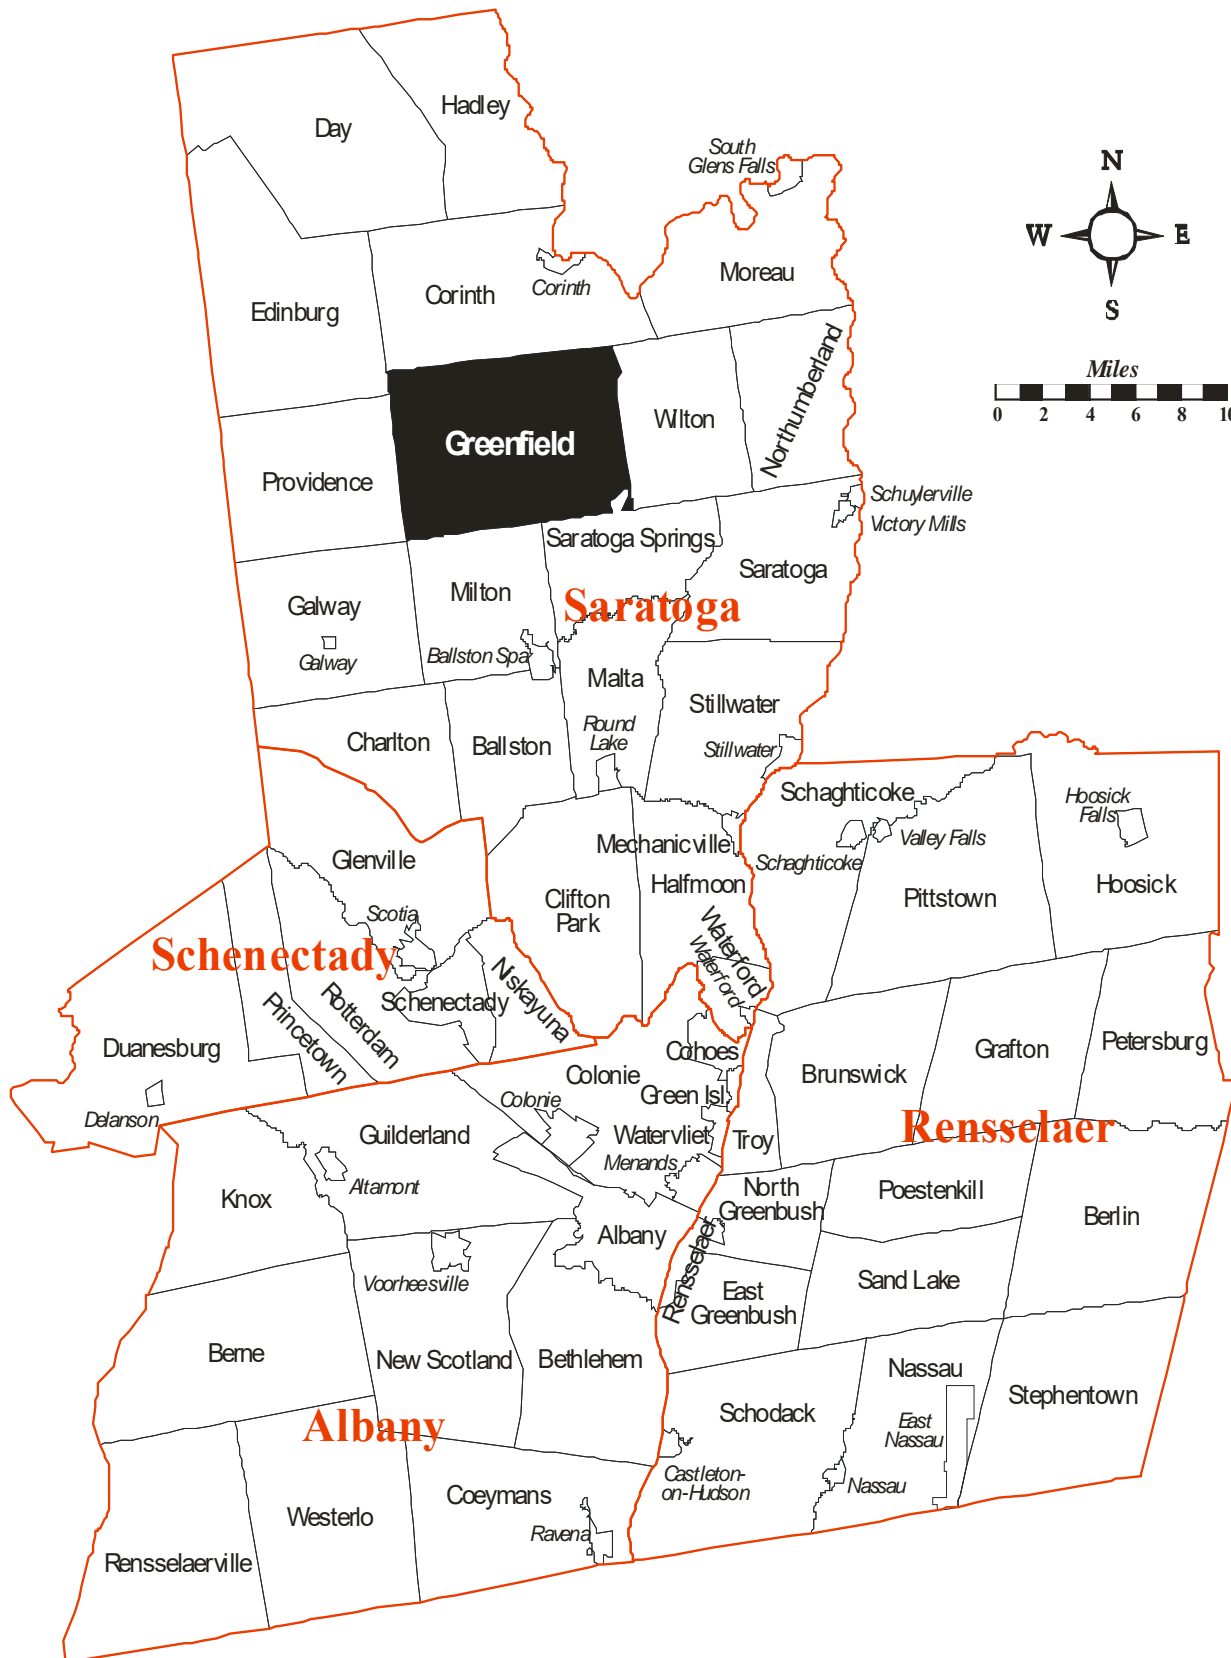 Hadley
Day
South
Glens Falls
N
W
E
S
Moreau
Corinth
Corinth
Edinburg
Miles
0 2 4 6 8 10
Northumberland
Wilton
Greenfield
Providence
Schuylerville
Victory Mills
Saratoga Springs
Saratoga
Milton
Galway
Saratoga
Galway
Ballston Spa
Malta
Stillwater
Round
Lake
Stillwater
Charlton
Ballston
Schaghticoke
Hoosick
Falls
Valley Falls
Schaghticoke
Mechanicville
Glenville
Halfmoon
Hoosick
Pittstown
Clifton
Park
Scotia
Waterford
Waterford
Schenectady
Niskayuna
Schenectady
Rotterdam
Princetown
Duanesburg
Cohoes
Colonie
Green Isl.
Brunswick
Grafton
Petersburg
Colonie
Delanson
Guilderland
Watervliet
Troy
Rensselaer
Menands
Altamont
Knox
North
Greenbush
Poestenkill
Berlin
Albany
Rensselaer
Voorheesville
Sand Lake
East
Greenbush
Berne
New Scotland
Bethlehem
Nassau
Stephentown
Albany
Schodack
East
Nassau
Castleton-
on-Hudson
Nassau
Coeymans
Westerlo
Ravena
Rensselaerville